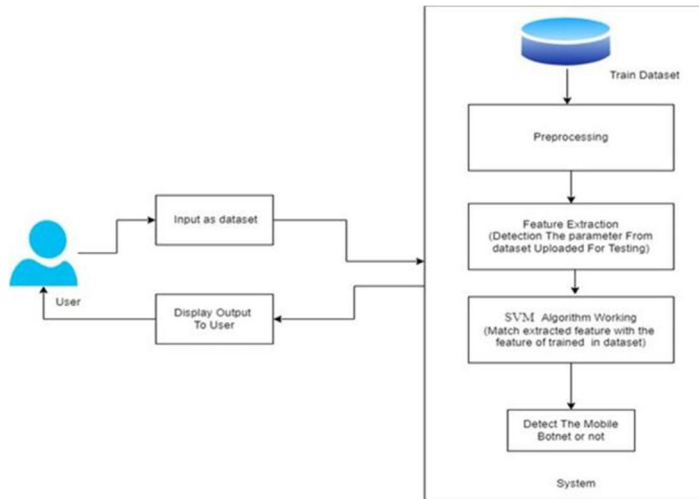 Train Dataset
Preprocessing
Input as dataset
Feature Extraction
(Detection The parameter From
dataset Uploaded For Testing)
User
Display Output
To User
SVM Algorithm Working
(Match extracted feature with the
feature of trained in dataset)
Detect The Mobile
Botnet or not
System